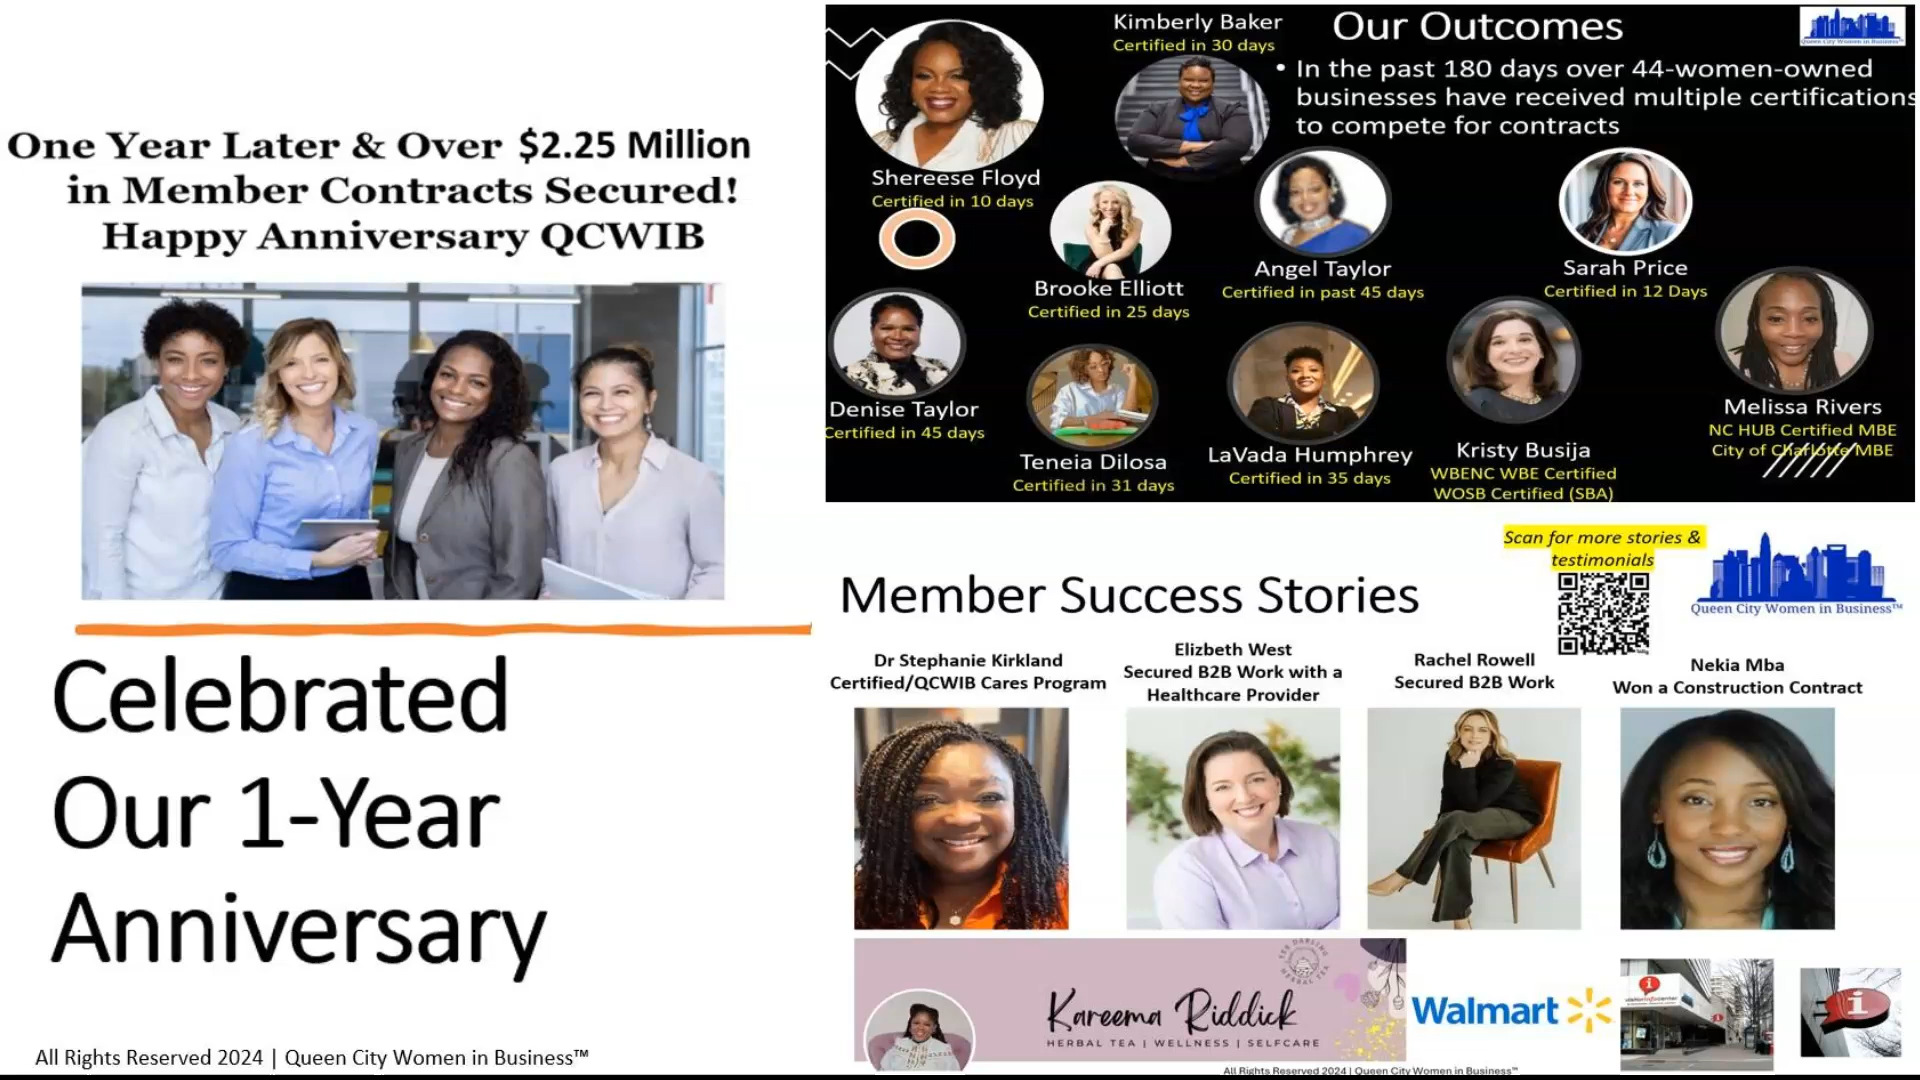 One Year Later & Over $2.25 Million
in Member Contracts Secured!
Happy Anniversary QCWIB
Celebrated
Our 1-Year
Anniversary
All Rights Reserved 2024 | Queen City Women in Business™
Our Outcomes
Queen City Women in Business™
• In the past 180 days over 44-women-owned
businesses have received multiple certifications
to compete for contracts
Kimberly Baker
Certified in 30 days
Shereese Floyd
Certified in 10 days
Brooke Elliott
Certified in 25 days
Angel Taylor
Certified in past 45 days
Sarah Price
Certified in 12 Days
Denise Taylor
Certified in 45 days
Teneia Dilosa
Certified in 31 days
LaVada Humphrey
Certified in 35 days
Kristy Busija
WBENC WBE Certified
WOSB Certified (SBA)
Melissa Rivers
NC HUB Certified MBE
City of Charlotte MBE
Scan for more stories &
testimonials
Queen City Women in Business™
Member Success Stories
Dr Stephanie Kirkland
Certified/QCWIB Cares Program
Elizbeth West
Secured B2B Work with a
Healthcare Provider
Rachel Rowell
Secured B2B Work
Nekia Mba
Won a Construction Contract
Kareema Riddick
HERBAL TEA | WELLNESS | SELFCARE
Walmart
i
i
All Rights Reserved 2024 | Queen City Women in Business™